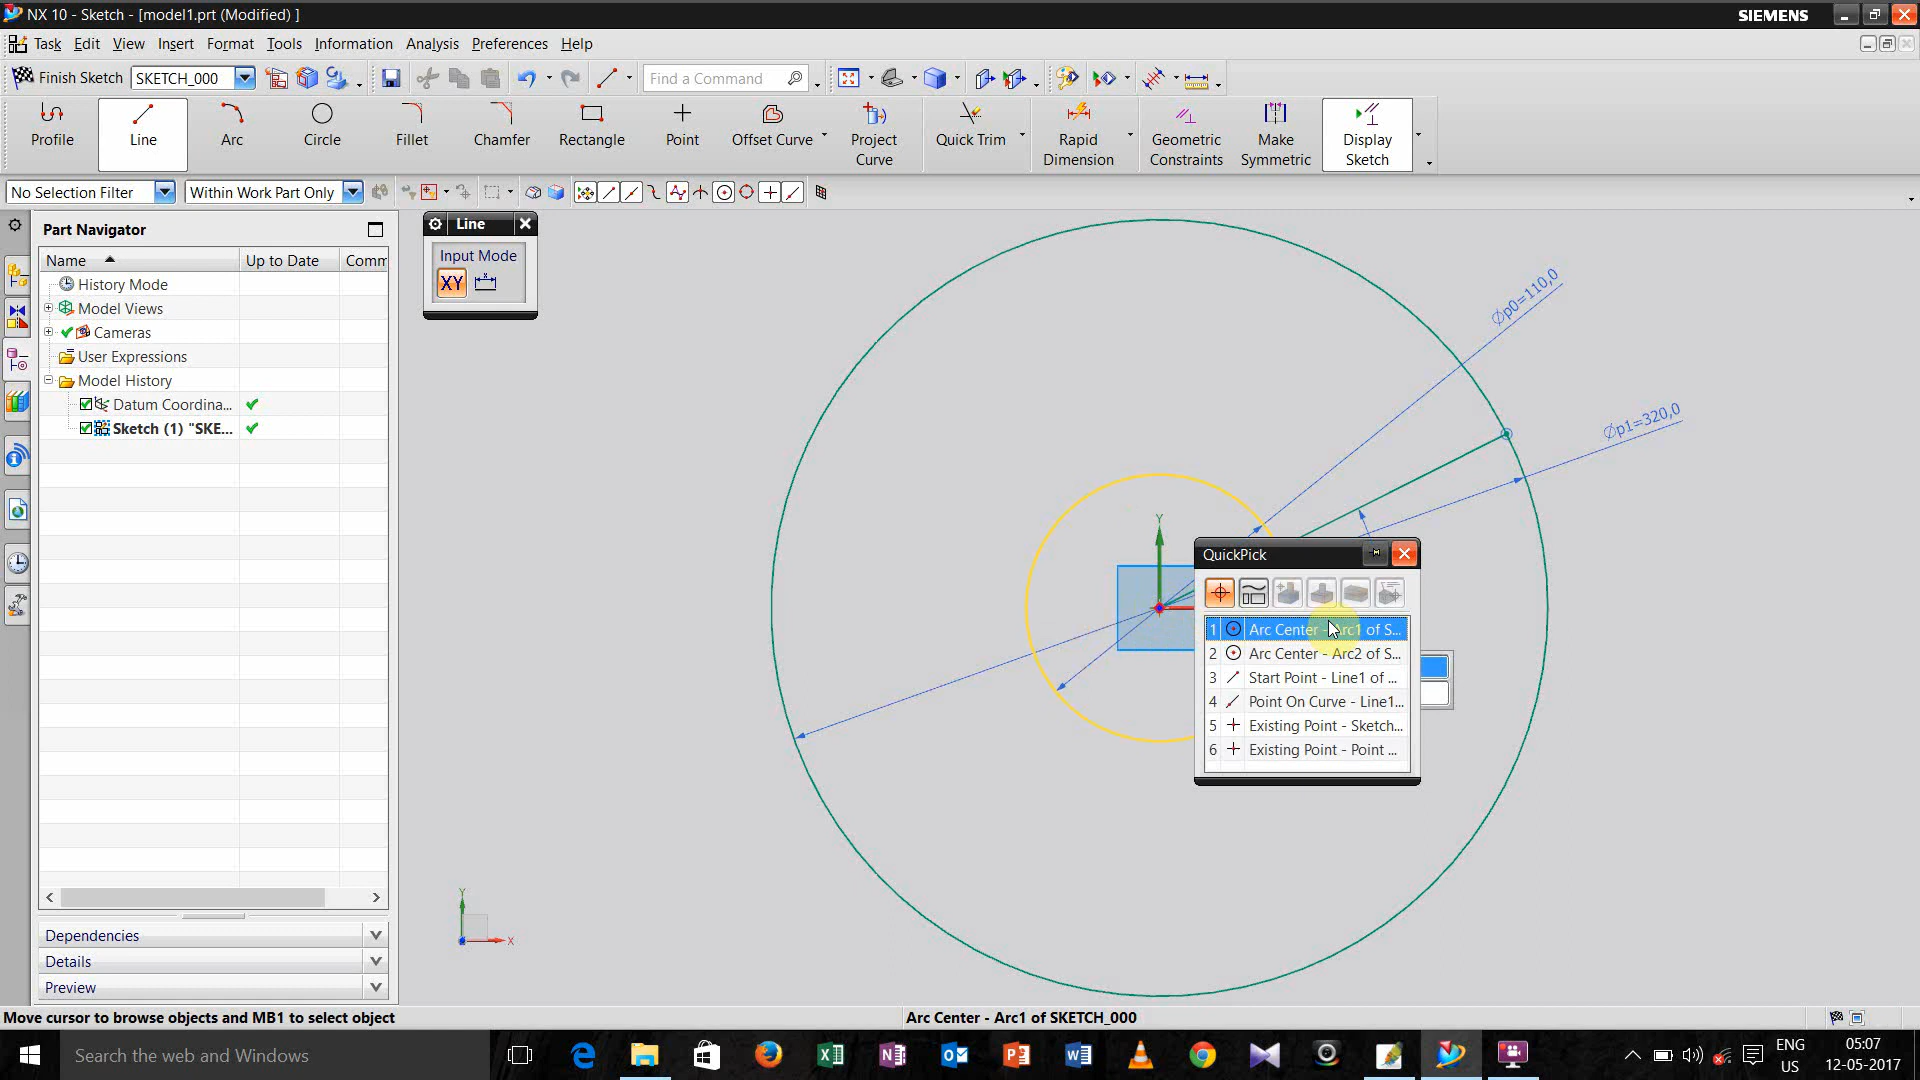 NX 10 - Sketch - [model1.prt (Modified) ]
SIEMENS
Task Edit View Insert Format Tools Information Analysis Preferences Help
Finish Sketch SKETCH_000 Find a Command
Profile Line Arc Circle Fillet Chamfer Rectangle Point Offset Curve Project Curve Quick Trim Rapid Dimension Geometric Constraints Make Symmetric Display Sketch
No Selection Filter Within Work Part Only
Part Navigator
Name Up to Date Comm
History Mode
Model Views
Cameras
User Expressions
Model History
Datum Coordina...
Sketch (1) "SKE...
Dependencies
Details
Preview
Line
Input Mode
XY
Øp0=110,0
Øp1=320,0
Y
QuickPick
1 Arc Center - Arc1 of S...
2 Arc Center - Arc2 of S...
3 Start Point - Line1 of ...
4 Point On Curve - Line1...
5 Existing Point - Sketch...
6 Existing Point - Point ...
Y
X
Move cursor to browse objects and MB1 to select object
Arc Center - Arc1 of SKETCH_000
Search the web and Windows
ENG
US
05:07
12-05-2017